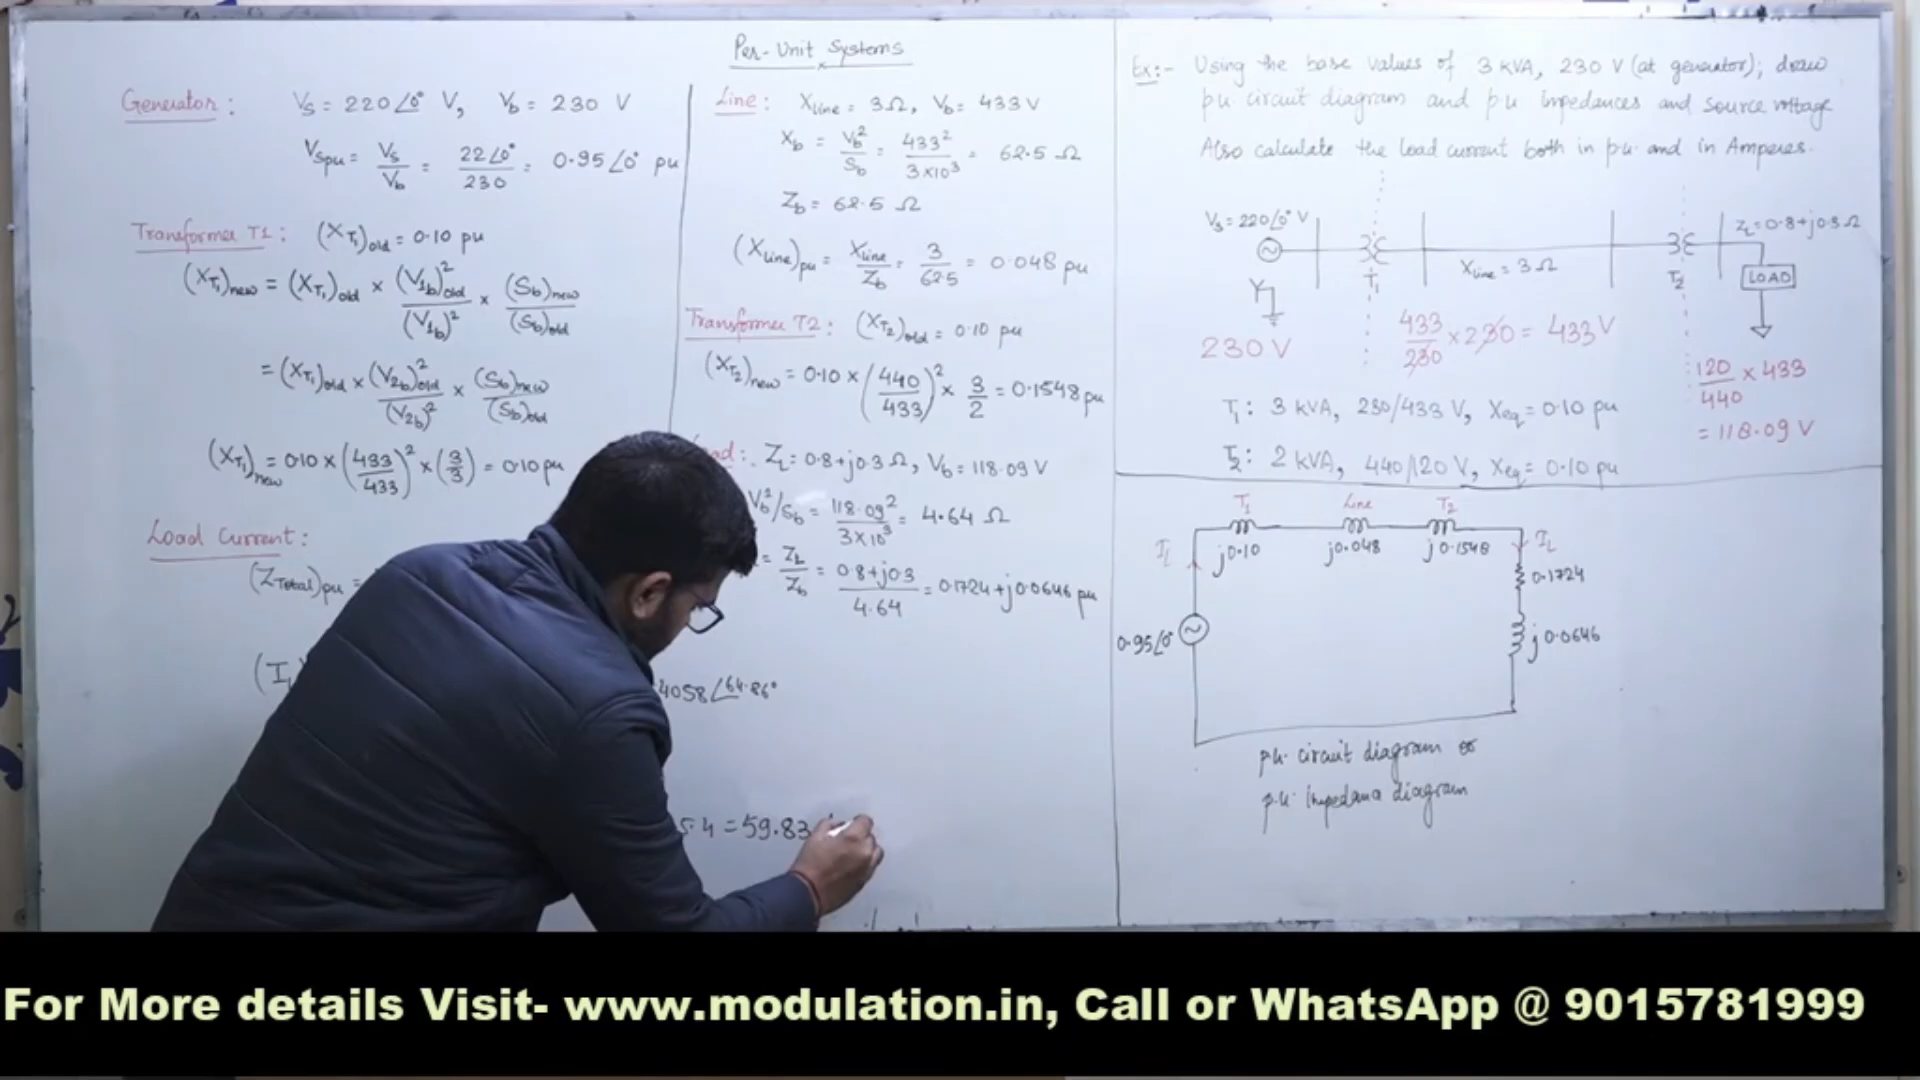 Per-Unit Systems
Generator: Vs = 220∠0° V, Vb = 230 V
Vspu = Vs/Vb = 22∠0°/230 = 0.95∠0° pu
Transformer T1: (XT1)old = 0.10 pu
(XT1)new = (XT1)old × (V1b)²old/(V1b)² × (Sb)new/(Sb)old
= (XT1)old × (V2b)²old/(V2b)² × (Sb)new/(Sb)old
(XT1)new = 0.10 × (433/433)² × (3/3) = 0.10 pu
Load Current:
(ZTotal)pu =
4058∠64.86°
5.4 = 59.83
Line: Xline = 3Ω, Vb = 433 V
Xb = Vb²/Sb = 433²/3×10³ = 62.5 Ω
Zb = 62.5 Ω
(Xline)pu = Xline/Zb = 3/62.5 = 0.048 pu
Transformer T2: (XT2)old = 0.10 pu
(XT2)new = 0.10 × (440/433)² × 3/2 = 0.1548 pu
ad: ZL = 0.8+j0.3 Ω, Vb = 118.09 V
Vb²/Sb = 118.09²/3×10³ = 4.64 Ω
= ZL/Zb = 0.8+j0.3/4.64 = 0.1724+j0.0646 pu
Ex:- Using the base values of 3 kVA, 230 V (at generator); draw
p.u circuit diagram and p.u impedances and source voltage
Also calculate the load current both in p.u. and in Amperes.
Vs = 220∠0° V
ZL = 0.8+j0.3 Ω
T1
Xline = 3 Ω
T2
LOAD
Y
230 V
433/230 × 230 = 433 V
120/440 × 433
= 118.09 V
T1: 3 kVA, 230/433 V, Xeq = 0.10 pu
T2: 2 kVA, 440/120 V, Xeq = 0.10 pu
T1 Line T2
IL j0.10 j0.048 j0.1548 IL
0.1724
0.95∠0° j0.0646
p.u. circuit diagram or
p.u. Impedance diagram
For More details Visit- www.modulation.in, Call or WhatsApp @ 9015781999